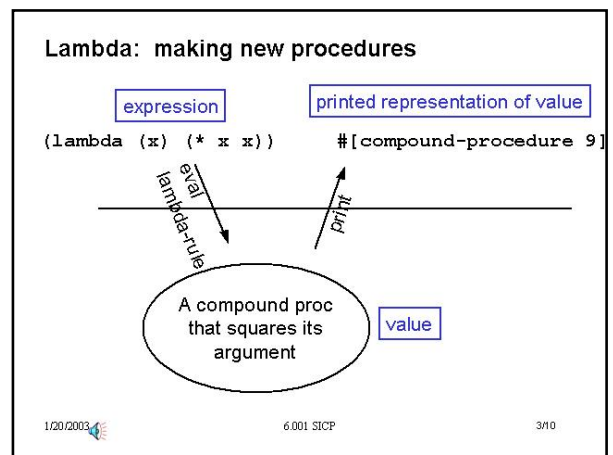 Lambda: making new procedures
expression
printed representation of value
(lambda (x) (* x x))
#[compound-procedure 9]
eval
lambda-rule
print
A compound proc
that squares its
argument
value
1/20/2003
6.001 SICP
3/10